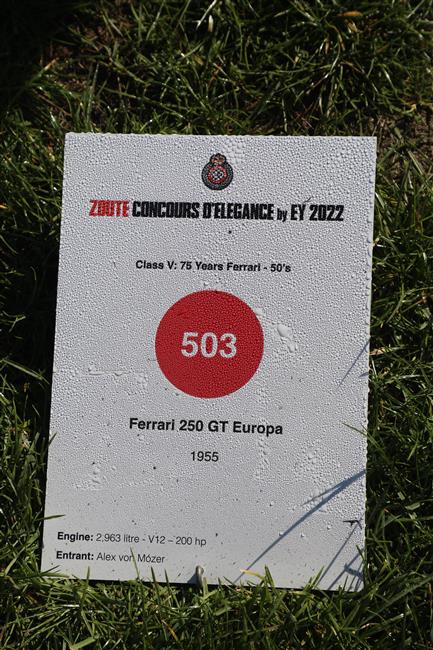 ZOUTE CONCOURS D'ELEGANCE by EY 2022
Class V: 75 Years Ferrari - 50's
503
Ferrari 250 GT Europa
1955
Engine: 2,963 litre - V12 – 200 hp
Entrant: Alex von Mózer